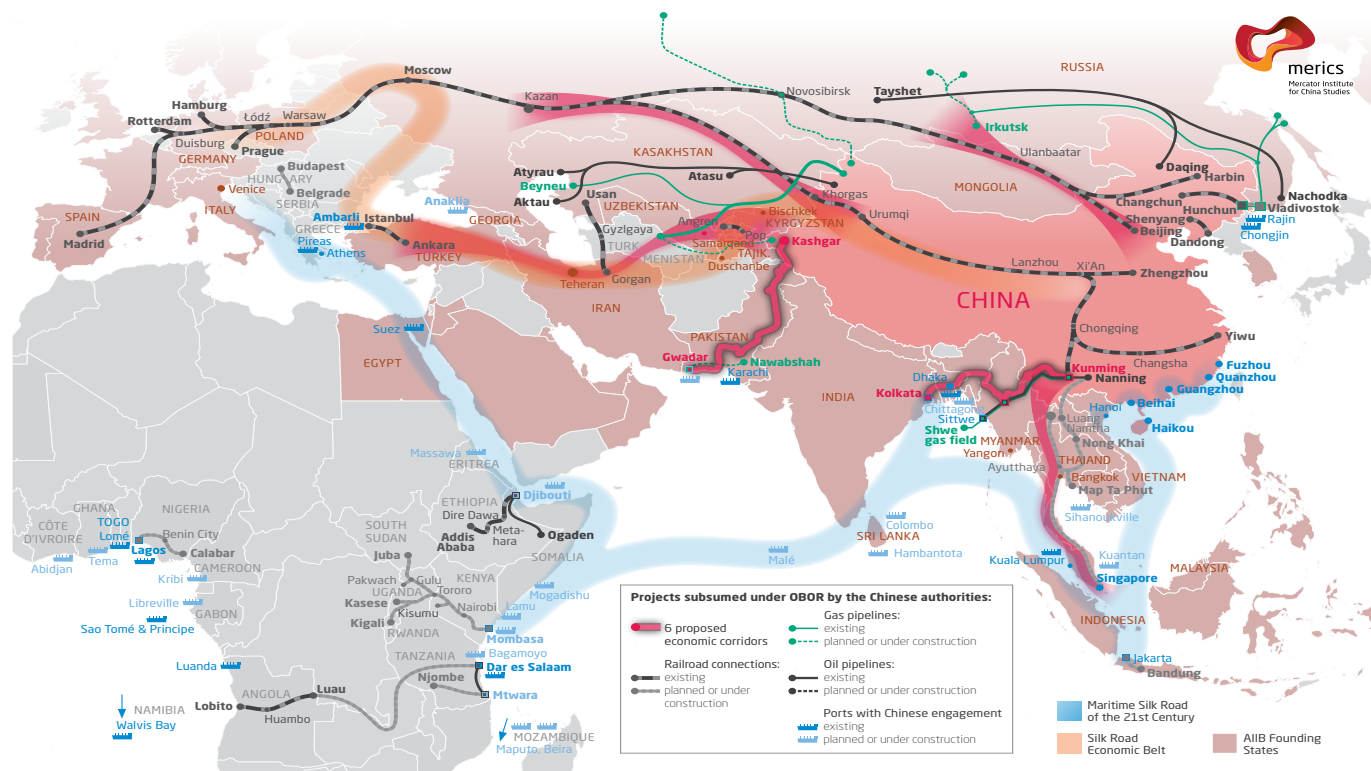 merics
Mercator Institute
for China Studies
RUSSIA
Moscow
Kazan
Novosibirsk
Tayshet
Hamburg
Rotterdam
Łódź
Warsaw
Duisburg
POLAND
Prague
GERMANY
Irkutsk
Ulanbaatar
Budapest
HUNGARY
Belgrade
SERBIA
Venice
ITALY
SPAIN
Madrid
KASAKHSTAN
Atyrau
Beyneu
Aktau
Atasu
Usan
UZBEKISTAN
Khorgas
MONGOLIA
Daqing
Harbin
Changchun
Hunchun
Nachodka
Vladivostok
Shenyang
Beijing
Dandong
Rajin
Chongjin
Anaklia
GEORGIA
Ambarli
Istanbul
GREECE
Pireas
Athens
Ankara
TURKEY
Gyzlgaya
TURK
MENISTAN
Angren
Pop
Samarqand
TAJIK.
Duschanbe
Bischkek
KYRGYZSTAN
Urumqi
Kashgar
Teheran
Gorgan
IRAN
Lanzhou
Xi'An
Zhengzhou
CHINA
Suez
EGYPT
PAKISTAN
Gwadar
Nawabshah
Karachi
Chongqing
Yiwu
Changsha
Kunming
Nanning
Fuzhou
Quanzhou
Guangzhou
Beihai
Haikou
INDIA
Dhaka
Kolkata
Chittagong
Sittwe
Shwe
gas field
MYANMAR
Yangon
Hanoi
Luang
Namtha
Nong Khai
THAILAND
Ayutthaya
VIETNAM
Bangkok
Map Ta Phut
Sihanoukville
Massawa
ERITREA
Djibouti
ETHIOPIA
Dire Dawa
Meta-
hara
Addis
Ababa
Ogaden
SOMALIA
GHANA
CÔTE
D'IVROIRE
TOGO
Lomé
NIGERIA
Benin City
Lagos
Calabar
CAMEROON
Abidjan
Tema
Kribi
Libreville
GABON
Sao Tomé & Principe
SOUTH
SUDAN
Juba
Pakwach
Gulu
UGANDA
Tororo
KENYA
Kasese
Kisumu
Nairobi
Kigali
RWANDA
Lamu
Mogadishu
Mombasa
TANZANIA
Bagamoyo
Dar es Salaam
Njombe
Mtwara
Luanda
ANGOLA
Luau
Lobito
Huambo
NAMIBIA
Walvis Bay
MOZAMBIQUE
Maputo, Beira
Malé
Colombo
SRI LANKA
Hambantota
Kuala Lumpur
Kuantan
Singapore
MALAYSIA
INDONESIA
Jakarta
Bandung
Projects subsumed under OBOR by the Chinese authorities:
6 proposed
economic corridors
Railroad connections:
existing
planned or under
construction
Gas pipelines:
existing
planned or under construction
Oil pipelines:
existing
planned or under construction
Ports with Chinese engagement
existing
planned or under construction
Maritime Silk Road
of the 21st Century
Silk Road
Economic Belt
AIIB Founding
States